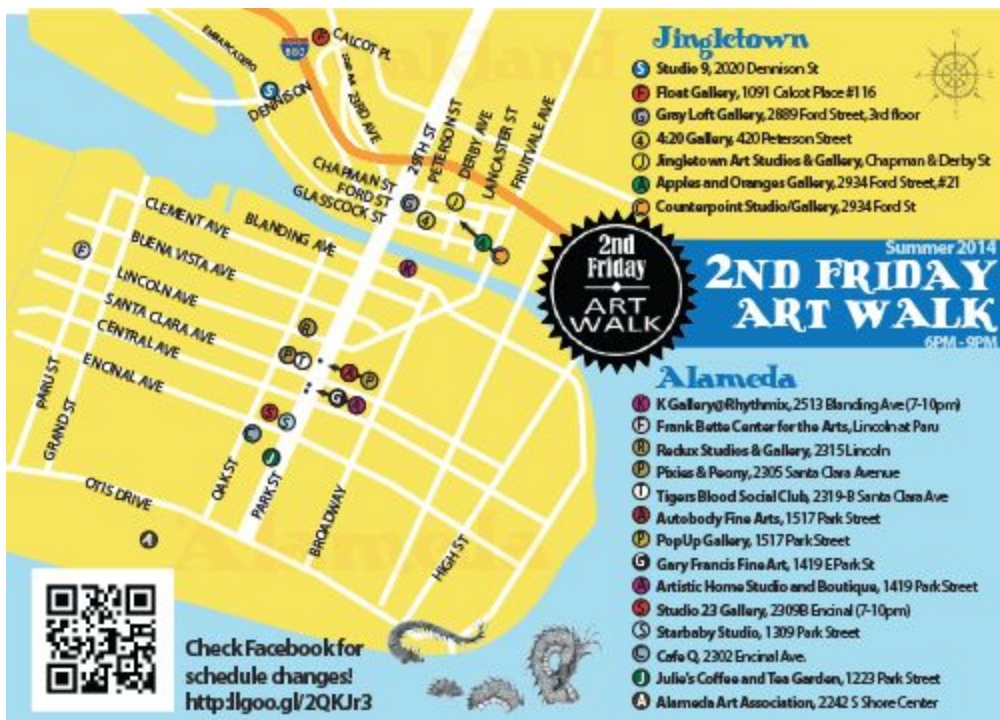 Oakland
Jingletown
S Studio 9, 2020 Dennison St
F Float Gallery, 1091 Calcot Place #116
G Gray Loft Gallery, 2889 Ford Street, 3rd floor
4 4:20 Gallery, 420 Peterson Street
J Jingletown Art Studios & Gallery, Chapman & Derby St
A Apples and Oranges Gallery, 2934 Ford Street, #21
C Counterpoint Studio/Gallery, 2934 Ford St
Summer 2014
2ND FRIDAY
ART WALK
6PM - 9PM
2nd
Friday
ART
WALK
Alameda
K K Gallery@Rhythmix, 2513 Blanding Ave (7-10pm)
F Frank Bette Center for the Arts, Lincoln at Paru
R Redux Studios & Gallery, 2315 Lincoln
P Pixies & Peony, 2305 Santa Clara Avenue
T Tigers Blood Social Club, 2319-B Santa Clara Ave
A Autobody Fine Arts, 1517 Park Street
P PopUp Gallery, 1517 Park Street
G Gary Francis Fine Art, 1419 E Park St
A Artistic Home Studio and Boutique, 1419 Park Street
S Studio 23 Gallery, 2309B Encinal (7-10pm)
S Starbaby Studio, 1309 Park Street
C Cafe Q, 2302 Encinal Ave.
J Julie's Coffee and Tea Garden, 1223 Park Street
A Alameda Art Association, 2242 S Shore Center
EMBARCADERO
880
F
CALCOT PL
S
DENNISON
23RD AVE
29TH ST
PETERSON ST
DERBY AVE
LANCASTER ST
FRUITVALE AVE
CHAPMAN ST
FORD ST
GLASSCOCK ST
G
4
J
A
C
CLEMENT AVE
BLANDING AVE
F
BUENA VISTA AVE
K
LINCOLN AVE
SANTA CLARA AVE
R
CENTRAL AVE
P T
A P
ENCINAL AVE
G A
PARU ST
GRAND ST
S
S
C
J
OAK ST
PARK ST
OTIS DRIVE
BROADWAY
HIGH ST
A
Alameda
Check Facebook for
schedule changes!
http:llgoo.gl/2QKJr3